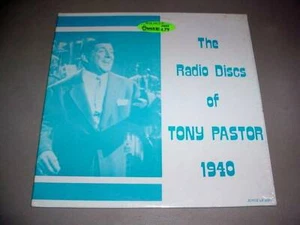 The
Radio Discs
of
TONY PASTOR
1940